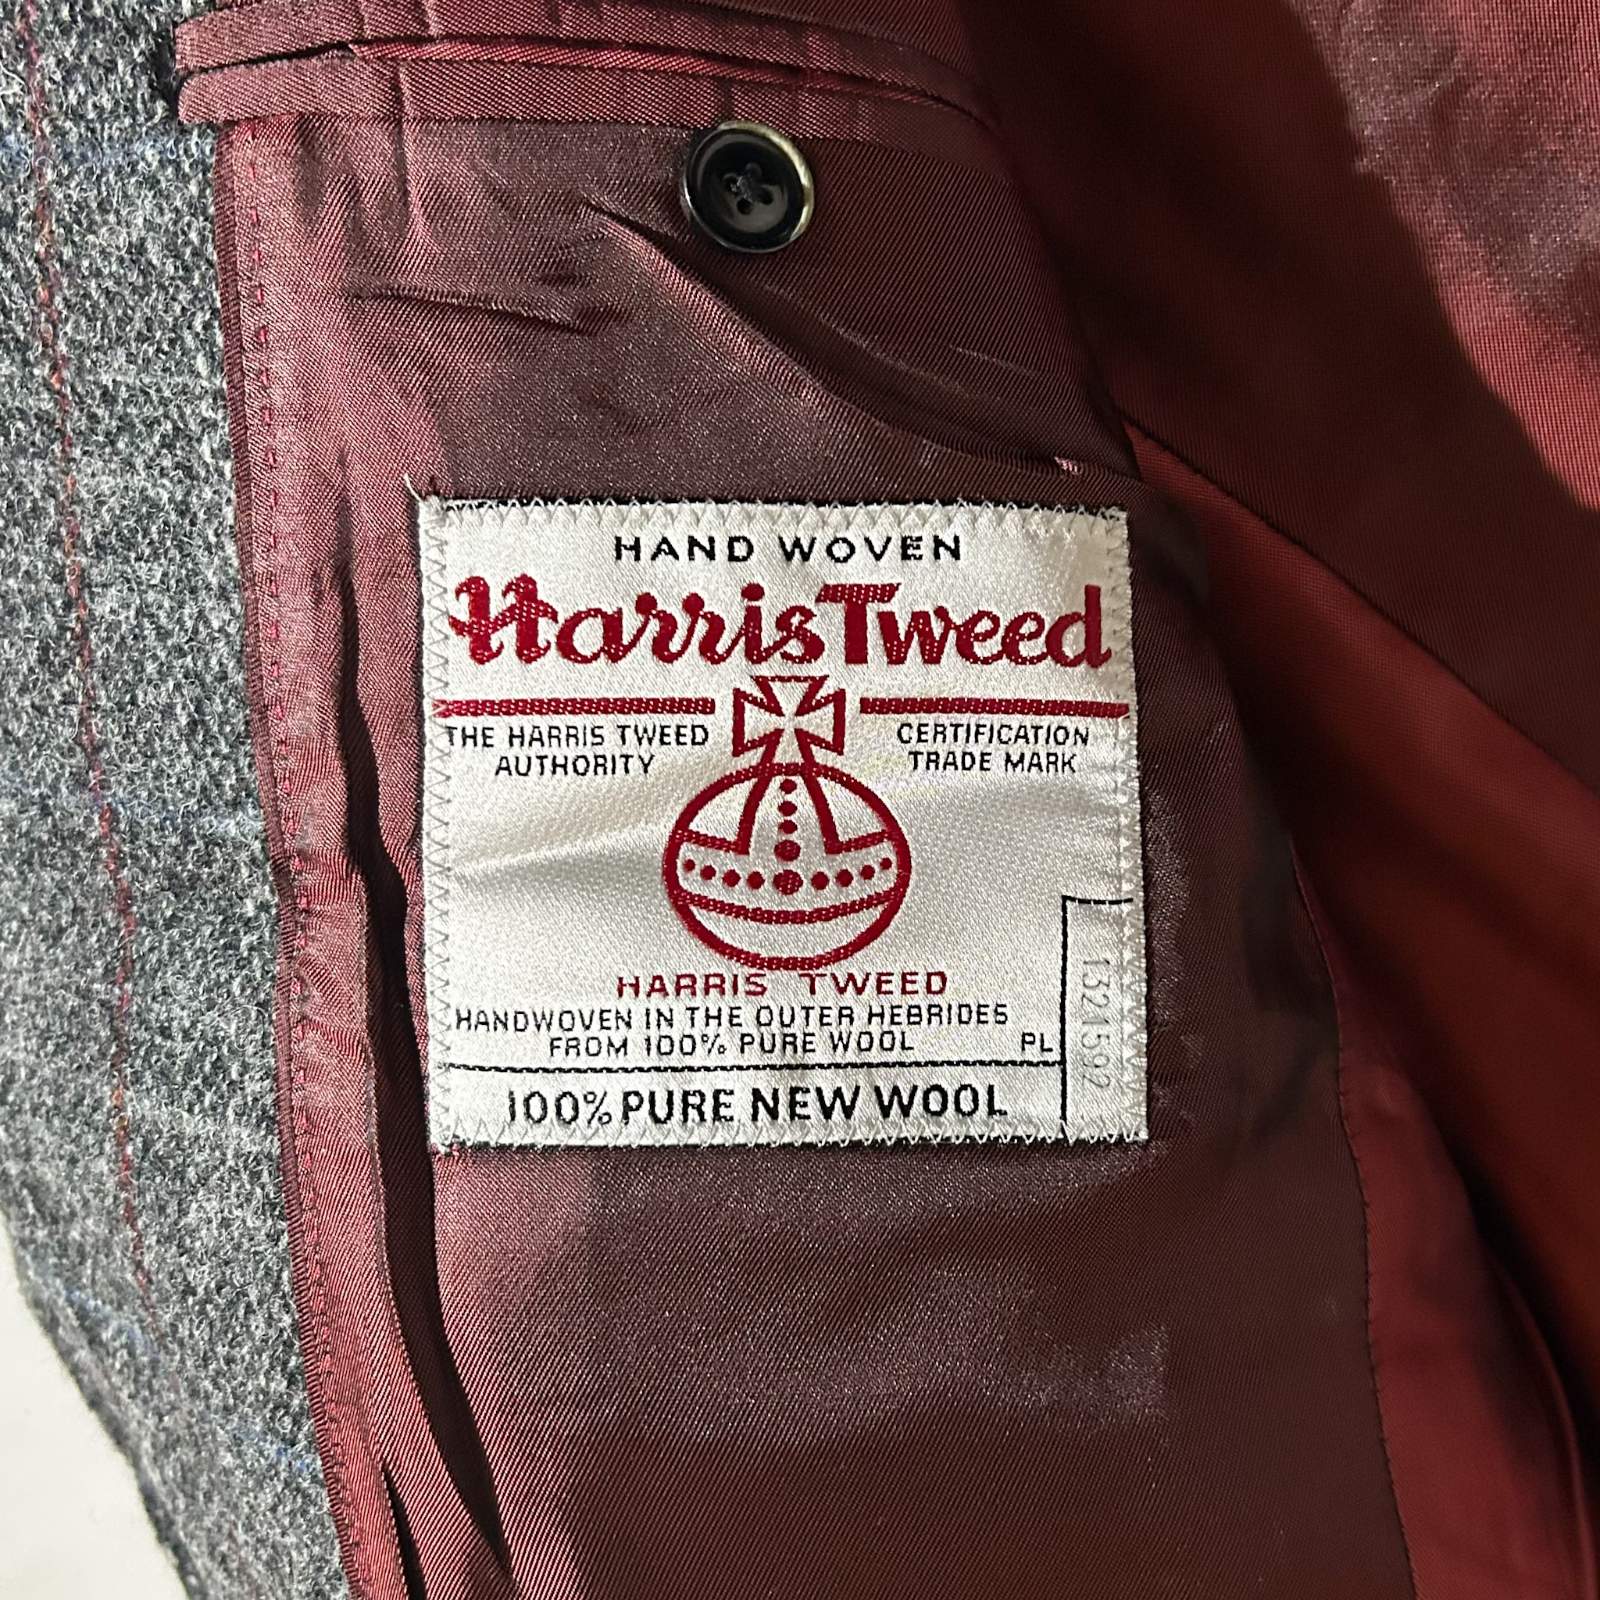 HAND WOVEN
Harris Tweed
THE HARRIS TWEED
AUTHORITY
CERTIFICATION
TRADE MARK
HARRIS TWEED
HANDWOVEN IN THE OUTER HEBRIDES
FROM 100% PURE WOOL
PL
100% PURE NEW WOOL
1321592